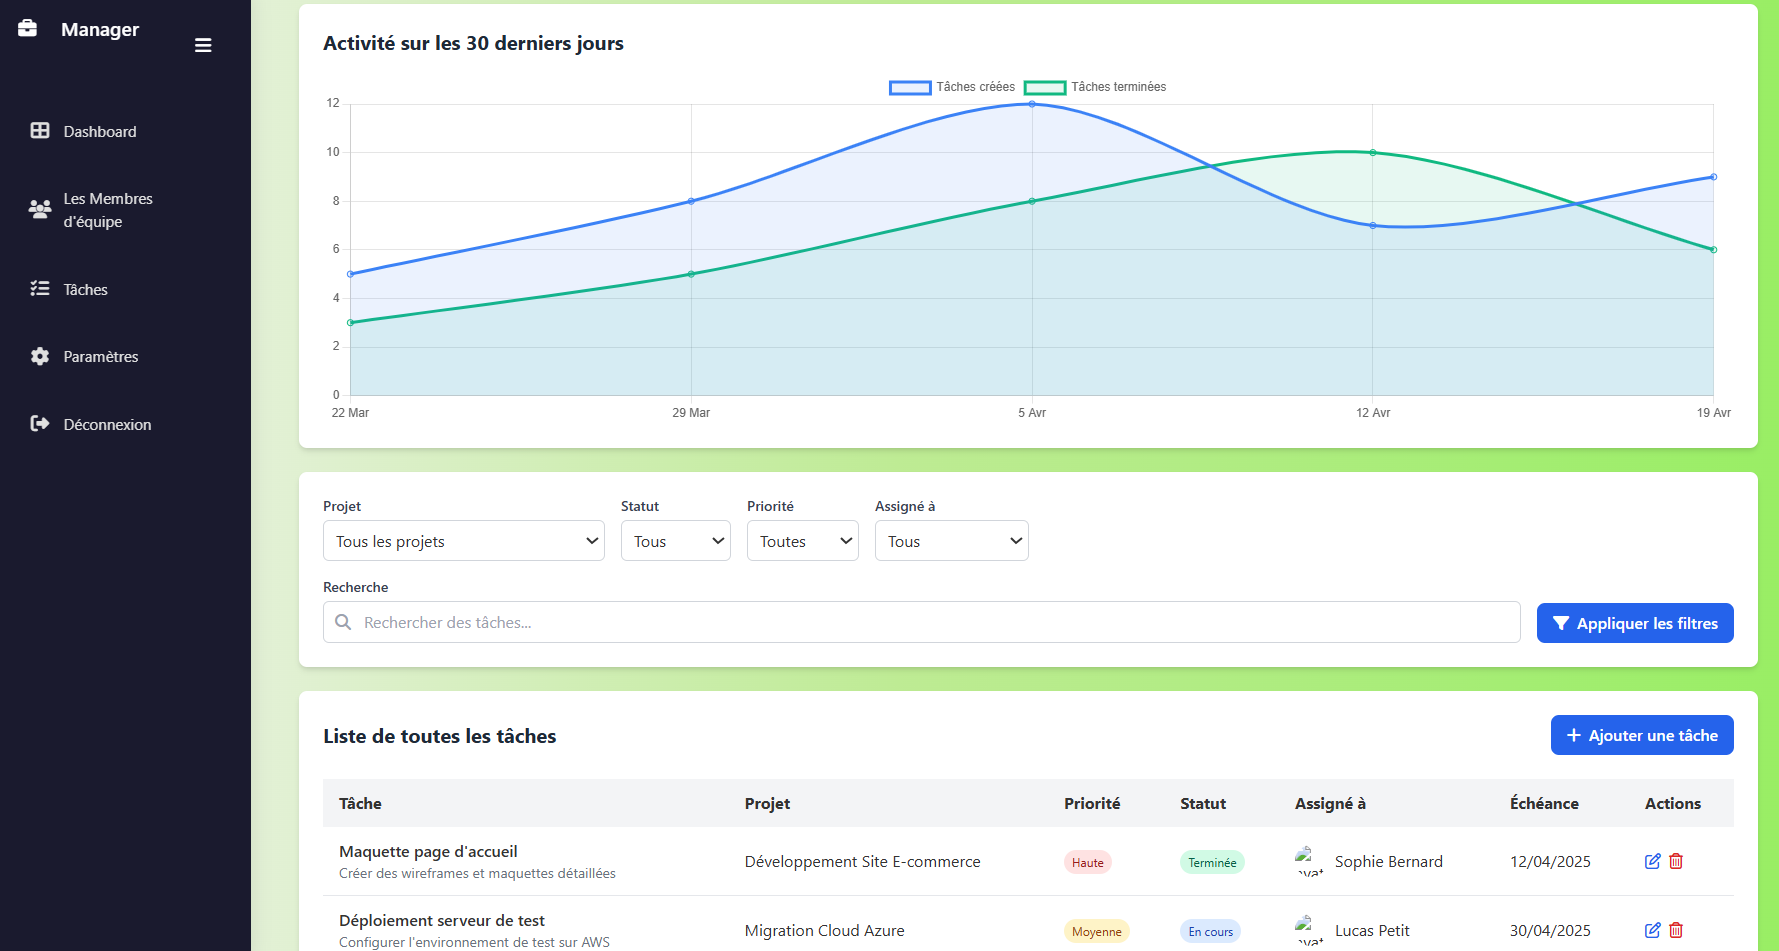 Manager
Dashboard
Les Membres
d'équipe
Tâches
Paramètres
Déconnexion
Activité sur les 30 derniers jours
Tâches créées Tâches terminées
12
10
8
6
4
2
0
22 Mar 29 Mar 5 Avr 12 Avr 19 Avr
Projet Statut Priorité Assigné à
Tous les projets Tous Toutes Tous
Recherche
Rechercher des tâches...
Appliquer les filtres
Liste de toutes les tâches
Ajouter une tâche
Tâche Projet Priorité Statut Assigné à Échéance Actions
Maquette page d'accueil
Créer des wireframes et maquettes détaillées
Développement Site E-commerce Haute Terminée Sophie Bernard 12/04/2025
Déploiement serveur de test
Configurer l'environnement de test sur AWS
Migration Cloud Azure Moyenne En cours Lucas Petit 30/04/2025